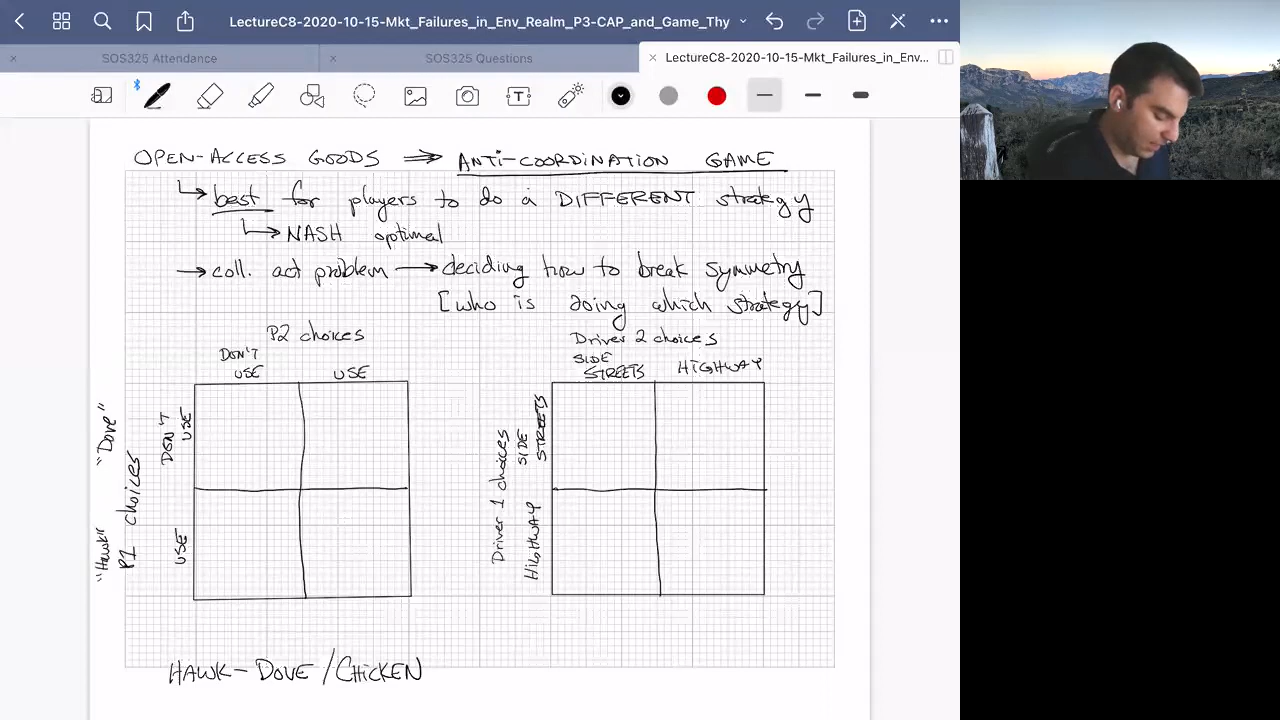 LectureC8-2020-10-15-Mkt_Failures_in_Env_Realm_P3-CAP_and_Game_Thy
SOS325 Attendance
SOS325 Questions
LectureC8-2020-10-15-Mkt_Failures_in_Env...
OPEN-ACCESS GOODS ⇒ ANTI-COORDINATION GAME
↳ best for players to do a DIFFERENT strategy
↳ NASH optimal
→ coll. act problem → deciding how to break symmetry
[who is doing which strategy]
P2 choices
DON'T USE
USE
"Dove"
"Hawk"
P1 choices
DON'T USE
USE
Driver 2 choices
SIDE STREETS
HIGHWAY
Driver 1 choices
SIDE STREETS
HIGHWAY
HAWK-DOVE/CHICKEN